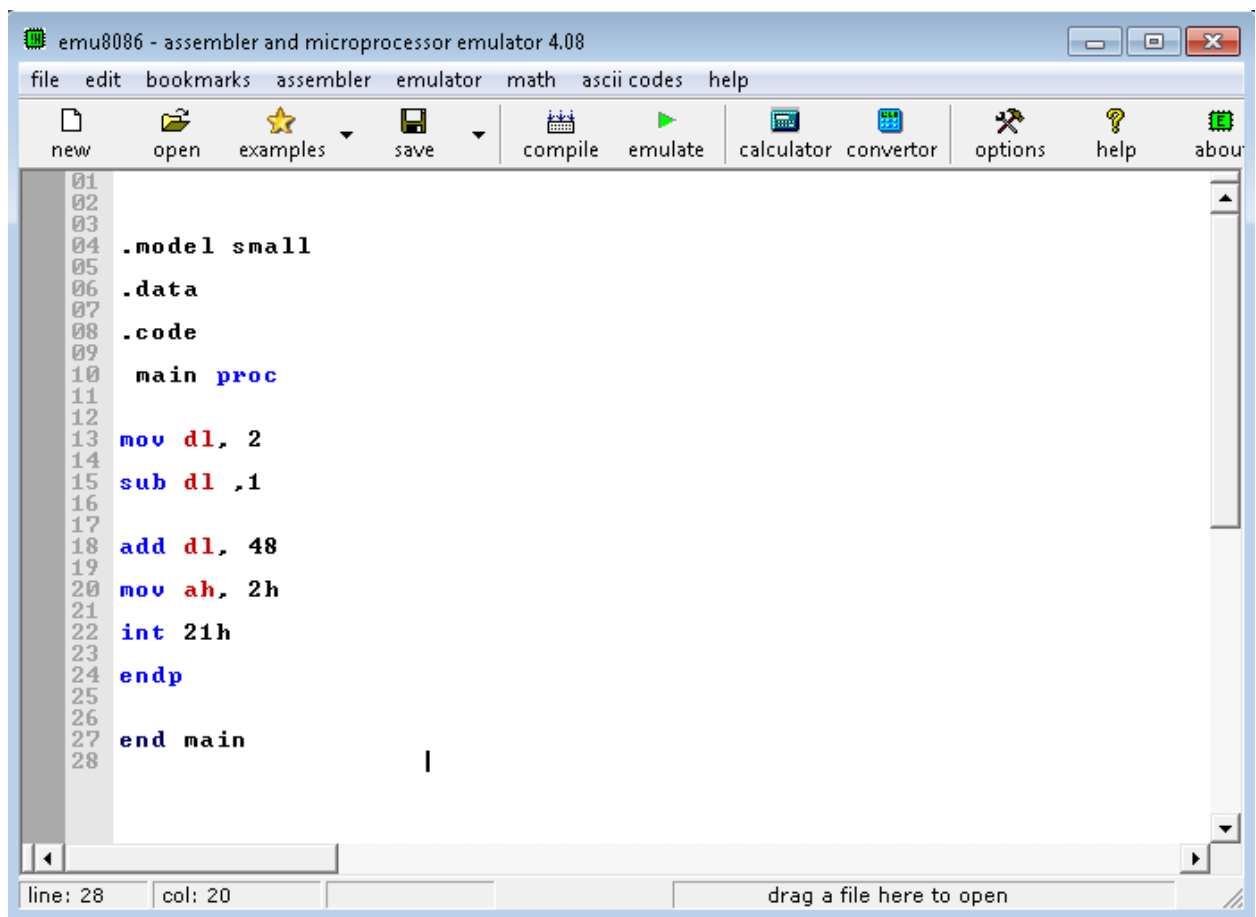 emu8086 - assembler and microprocessor emulator 4.08
file edit bookmarks assembler emulator math ascii codes help
new open examples save compile emulate calculator convertor options help abou
01
02
03
04 .model small
05
06 .data
07
08 .code
09
10 main proc
11
12
13 mov dl, 2
14
15 sub dl ,1
16
17
18 add dl, 48
19
20 mov ah, 2h
21
22 int 21h
23
24 endp
25
26
27 end main
28
line: 28 col: 20 drag a file here to open